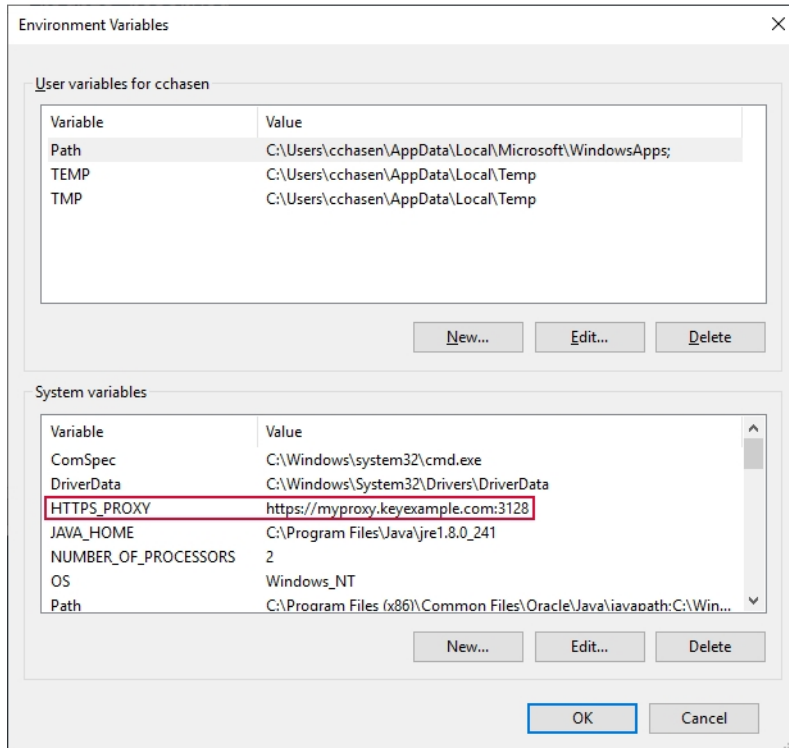 Environment Variables
User variables for cchasen
Variable Value
Path C:\Users\cchasen\AppData\Local\Microsoft\WindowsApps;
TEMP C:\Users\cchasen\AppData\Local\Temp
TMP C:\Users\cchasen\AppData\Local\Temp
New... Edit... Delete
System variables
Variable Value
ComSpec C:\Windows\system32\cmd.exe
DriverData C:\Windows\System32\Drivers\DriverData
HTTPS_PROXY https://myproxy.keyexample.com:3128
JAVA_HOME C:\Program Files\Java\jre1.8.0_241
NUMBER_OF_PROCESSORS 2
OS Windows_NT
Path C:\Program Files (x86)\Common Files\Oracle\Java\javapath;C:\Win...
New... Edit... Delete
OK Cancel